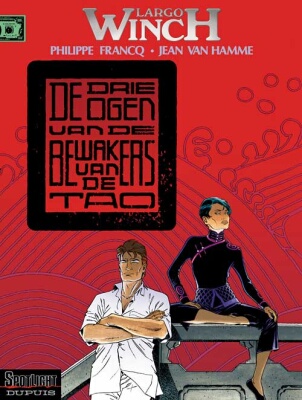 LARGO
WINCH
PHILIPPE FRANCQ • JEAN VAN HAMME
DE DRIE
OGEN
VAN DE
BEWAKERS
VAN
DE
TAO
SPOTLIGHT
DUPUIS